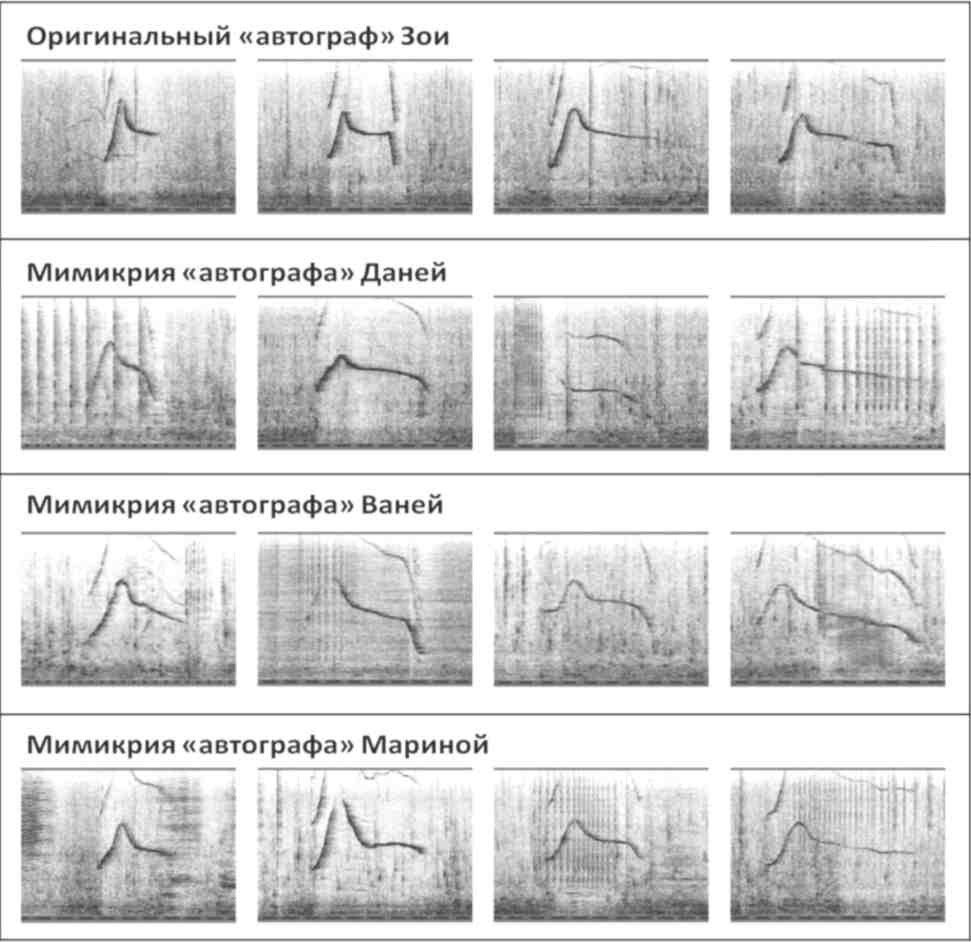 Оригинальный «автограф» Зои
Мимикрия «автографа» Даней
Мимикрия «автографа» Ваней
Мимикрия «автографа» Мариной